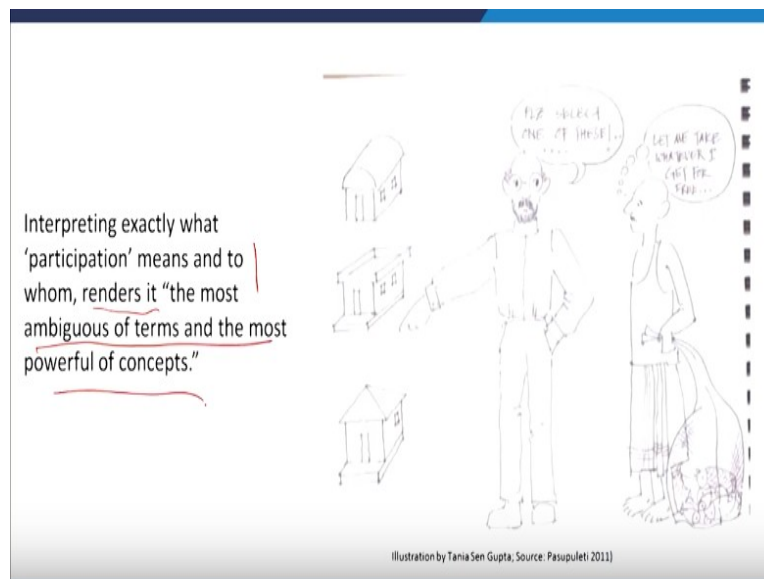 Interpreting exactly what
‘participation’ means and to
whom, renders it “the most
ambiguous of terms and the most
powerful of concepts.”
PLZ SELECT
ONE OF THESE!..
LET ME TAKE
WHATEVER I
GET FOR
FREE...
Illustration by Tania Sen Gupta; Source: Pasupuleti 2011)